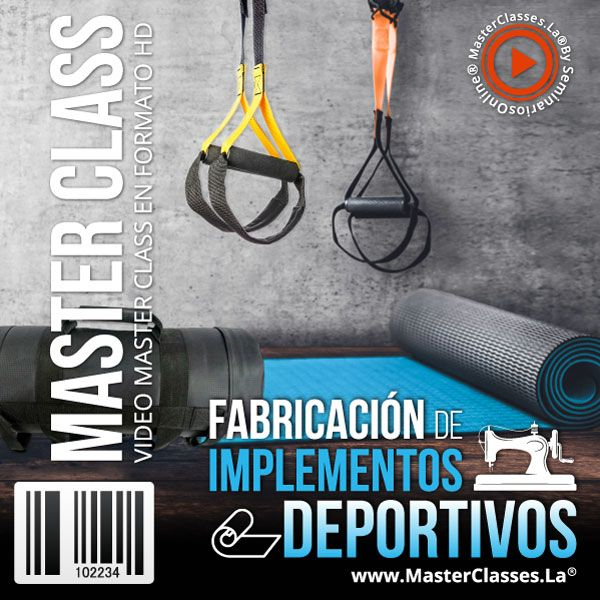 MASTER CLASS
VIDEO MASTER CLASS EN FORMATO HD
MasterClasses.La® By SeminariosOnline®
FABRICACIÓN DE
IMPLEMENTOS
DEPORTIVOS
102234
www.MasterClasses.La®